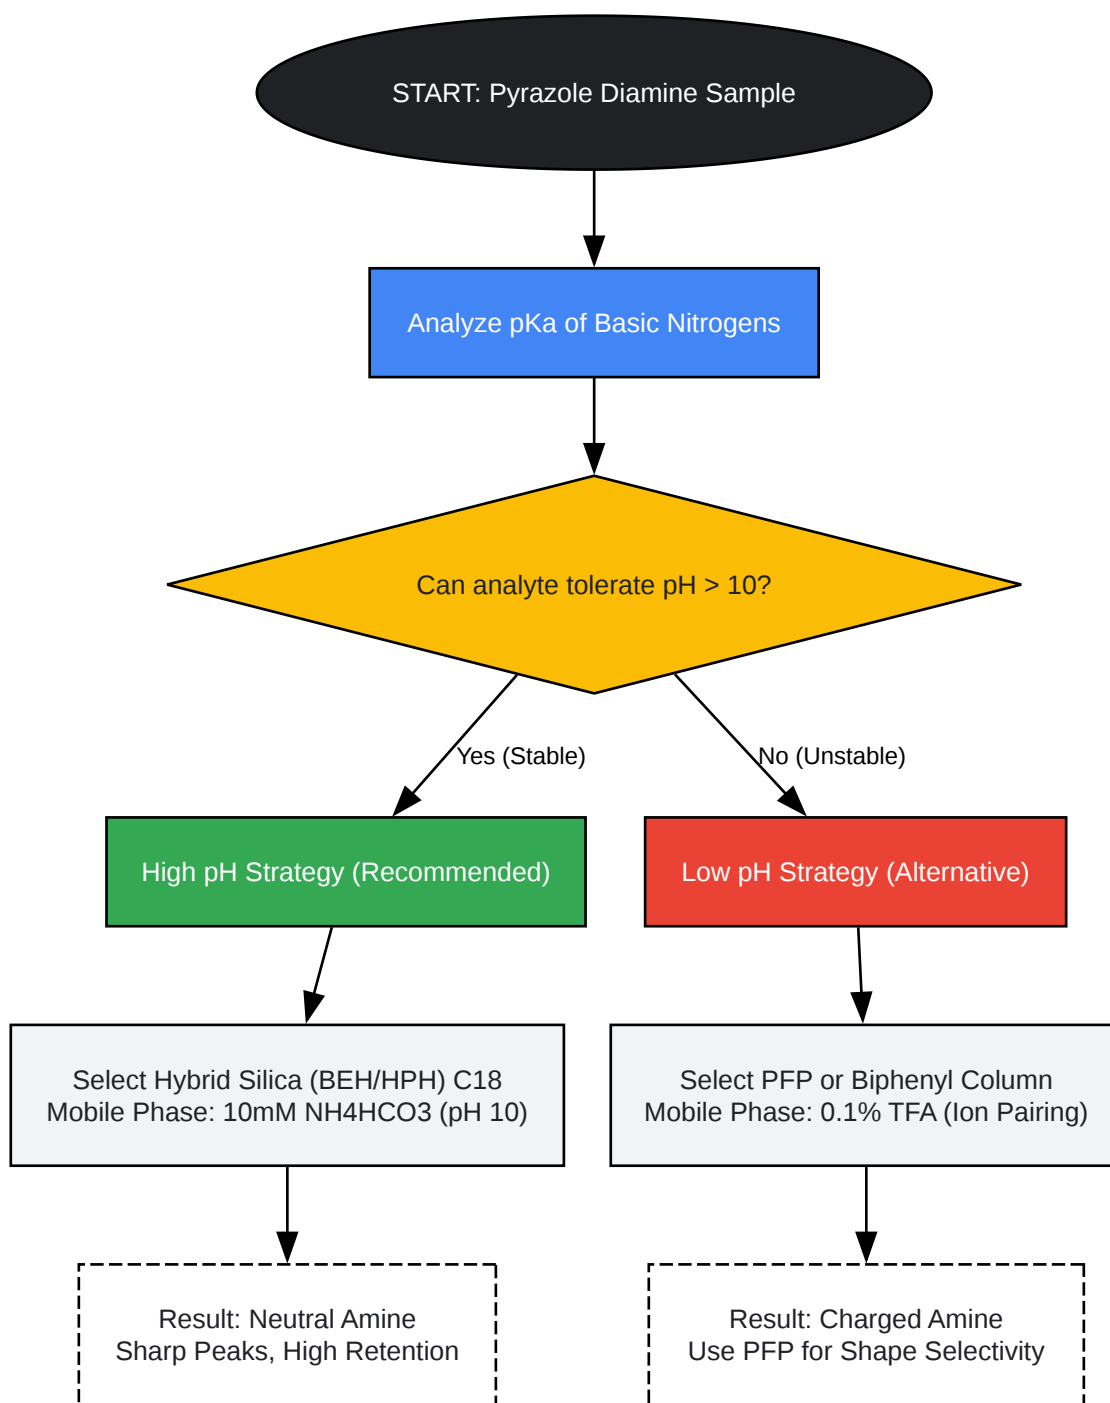 START: Pyrazole Diamine Sample
Analyze pKa of Basic Nitrogens
Can analyte tolerate pH > 10?
Yes (Stable)
No (Unstable)
High pH Strategy (Recommended)
Low pH Strategy (Alternative)
Select Hybrid Silica (BEH/HPH) C18
Mobile Phase: 10mM NH4HCO3 (pH 10)
Select PFP or Biphenyl Column
Mobile Phase: 0.1% TFA (Ion Pairing)
Result: Neutral Amine
Sharp Peaks, High Retention
Result: Charged Amine
Use PFP for Shape Selectivity